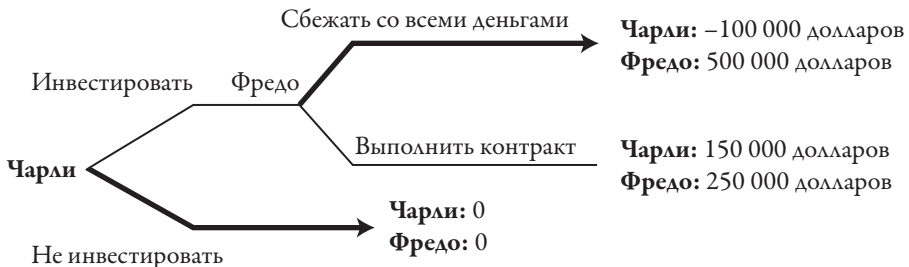 Сбежать со всеми деньгами
Чарли: –100 000 долларов
Фредо: 500 000 долларов
Инвестировать
Фредо
Выполнить контракт
Чарли: 150 000 долларов
Фредо: 250 000 долларов
Чарли
Чарли: 0
Фредо: 0
Не инвестировать